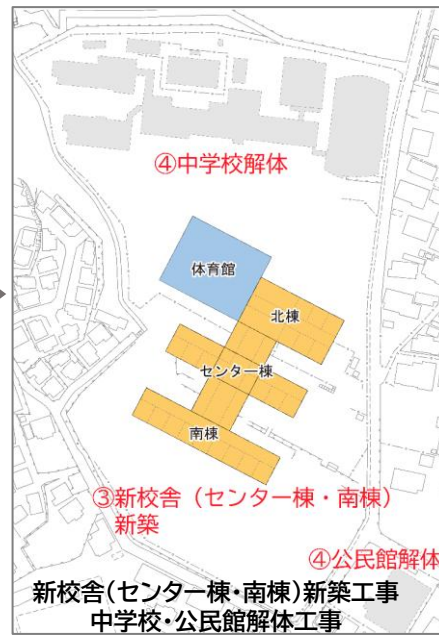 ④中学校解体
体育館
北棟
センター棟
南棟
③新校舎（センター棟・南棟）
新築
④公民館解体
新校舎(センター棟・南棟)新築工事
中学校・公民館解体工事